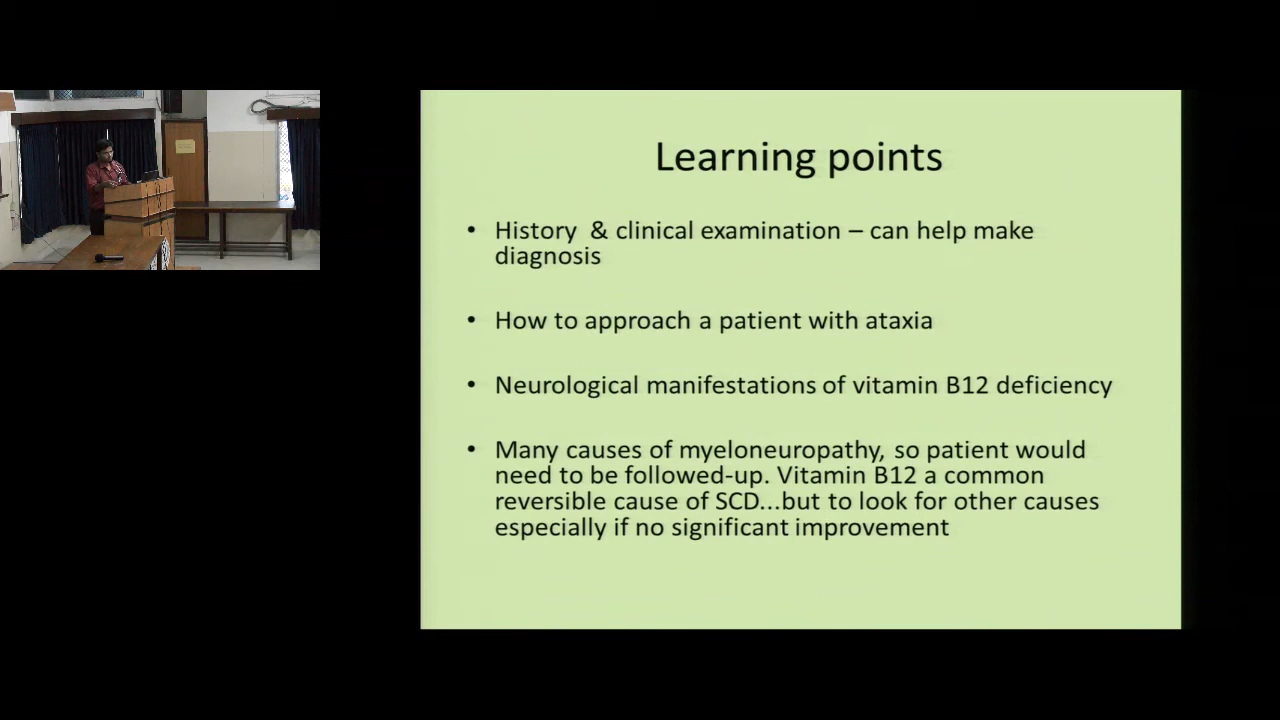 Learning points
• History & clinical examination – can help make
diagnosis
• How to approach a patient with ataxia
• Neurological manifestations of vitamin B12 deficiency
• Many causes of myeloneuropathy, so patient would
need to be followed-up. Vitamin B12 a common
reversible cause of SCD...but to look for other causes
especially if no significant improvement